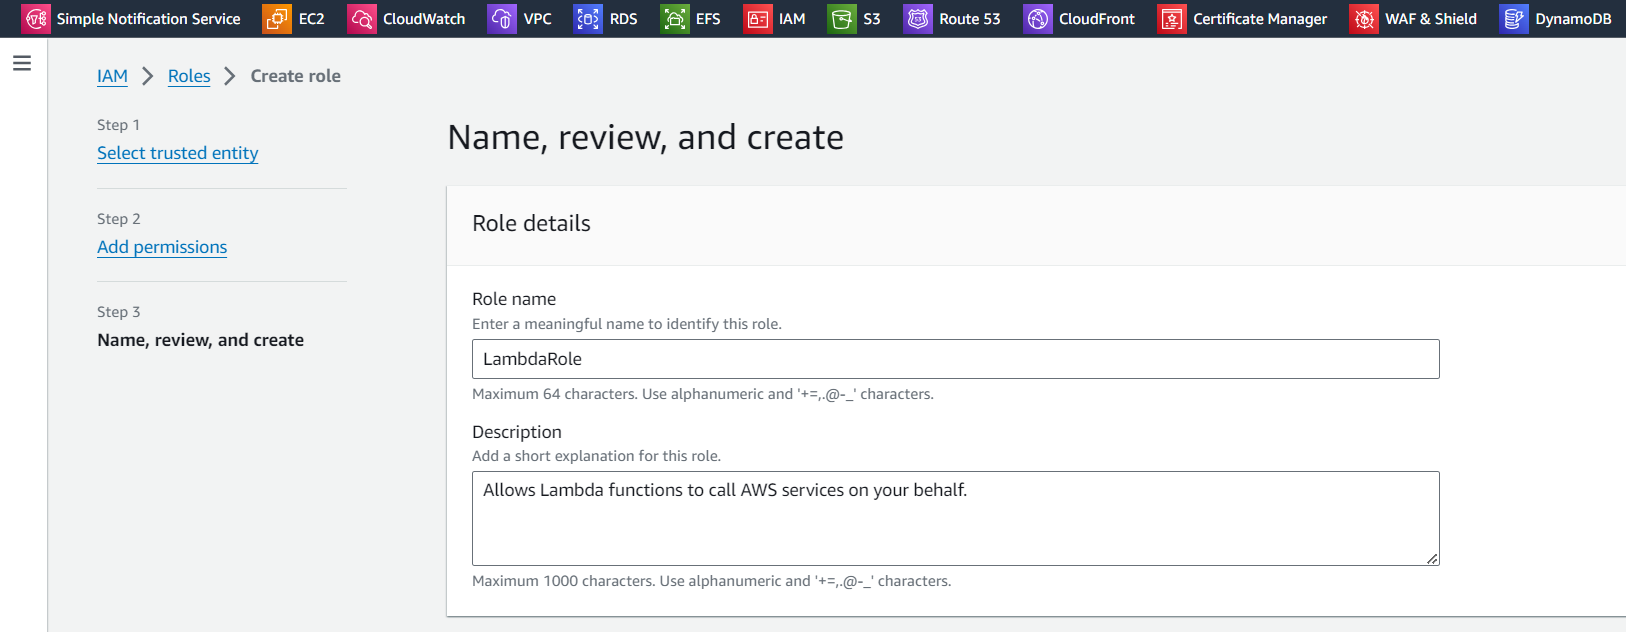 Simple Notification Service EC2 CloudWatch VPC RDS EFS IAM S3 Route 53 CloudFront Certificate Manager WAF & Shield DynamoDB
IAM > Roles > Create role
Step 1
Select trusted entity
Step 2
Add permissions
Step 3
Name, review, and create
Name, review, and create
Role details
Role name
Enter a meaningful name to identify this role.
LambdaRole
Maximum 64 characters. Use alphanumeric and '+=,.@-_' characters.
Description
Add a short explanation for this role.
Allows Lambda functions to call AWS services on your behalf.
Maximum 1000 characters. Use alphanumeric and '+=,.@-_' characters.